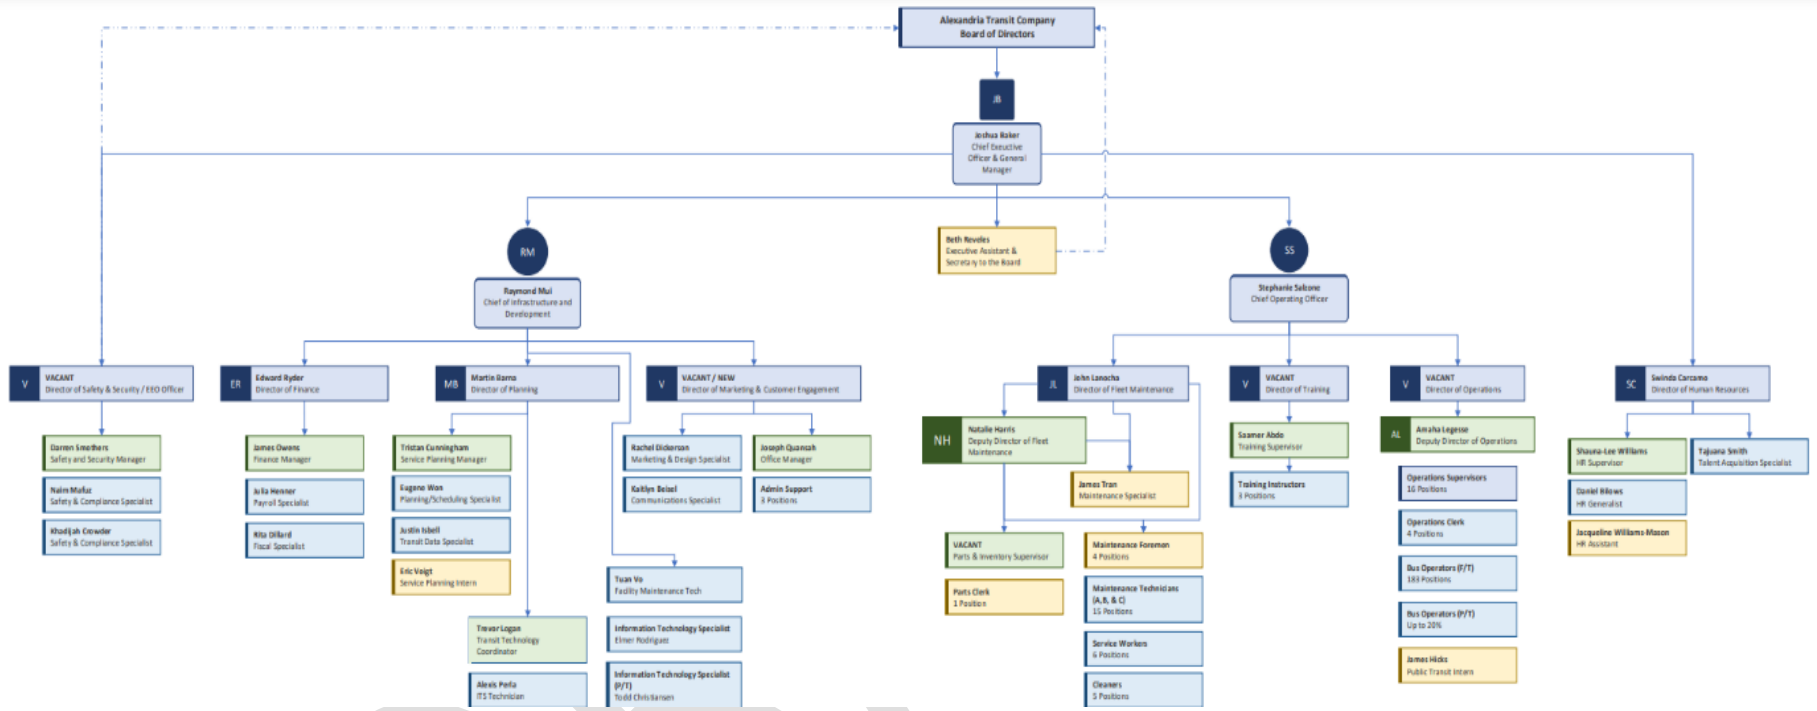 Alexandria Transit Company
Board of Directors
JB
Joshua Baker
Chief Executive
Officer & General
Manager
Beth Reveles
Executive Assistant &
Secretary to the Board
RM
Raymond Mui
Chief of Infrastructure and
Development
SS
Stephanie Salzone
Chief Operating Officer
V
VACANT
Director of Safety & Security / EEO Officer
Darren Smothers
Safety and Security Manager
Naim Mafuz
Safety & Compliance Specialist
Khadijah Crowder
Safety & Compliance Specialist
ER
Edward Ryder
Director of Finance
James Owens
Finance Manager
Julia Henner
Payroll Specialist
Rita Dillard
Fiscal Specialist
MB
Martin Barna
Director of Planning
Tristan Cunningham
Service Planning Manager
Eugene Won
Planning/Scheduling Specialist
Justin Isbell
Transit Data Specialist
Eric Voigt
Service Planning Intern
Trevor Logan
Transit Technology
Coordinator
Alexis Perla
ITS Technician
V
VACANT / NEW
Director of Marketing & Customer Engagement
Rachel Dickerson
Marketing & Design Specialist
Kaitlyn Beisel
Communications Specialist
Joseph Quansah
Office Manager
Admin Support
3 Positions
Tuan Vo
Facility Maintenance Tech
Information Technology Specialist
Elmer Rodriguez
Information Technology Specialist
(P/T)
Todd Christiansen
JL
John Lanocha
Director of Fleet Maintenance
NH
Natalie Harris
Deputy Director of Fleet
Maintenance
James Tran
Maintenance Specialist
VACANT
Parts & Inventory Supervisor
Parts Clerk
1 Position
Maintenance Foreman
4 Positions
Maintenance Technicians
(A,B, & C)
15 Positions
Service Workers
6 Positions
Cleaners
5 Positions
V
VACANT
Director of Training
Saamer Abdo
Training Supervisor
Training Instructors
3 Positions
V
VACANT
Director of Operations
AL
Amaha Legesse
Deputy Director of Operations
Operations Supervisors
16 Positions
Operations Clerk
4 Positions
Bus Operators (F/T)
183 Positions
Bus Operators (P/T)
Up to 20%
James Hicks
Public Transit Intern
SC
Swinda Carcamo
Director of Human Resources
Shauna-Lee Williams
HR Supervisor
Daniel Hilows
HR Generalist
Jacqueline Williams-Mason
HR Assistant
Tajuana Smith
Talent Acquisition Specialist